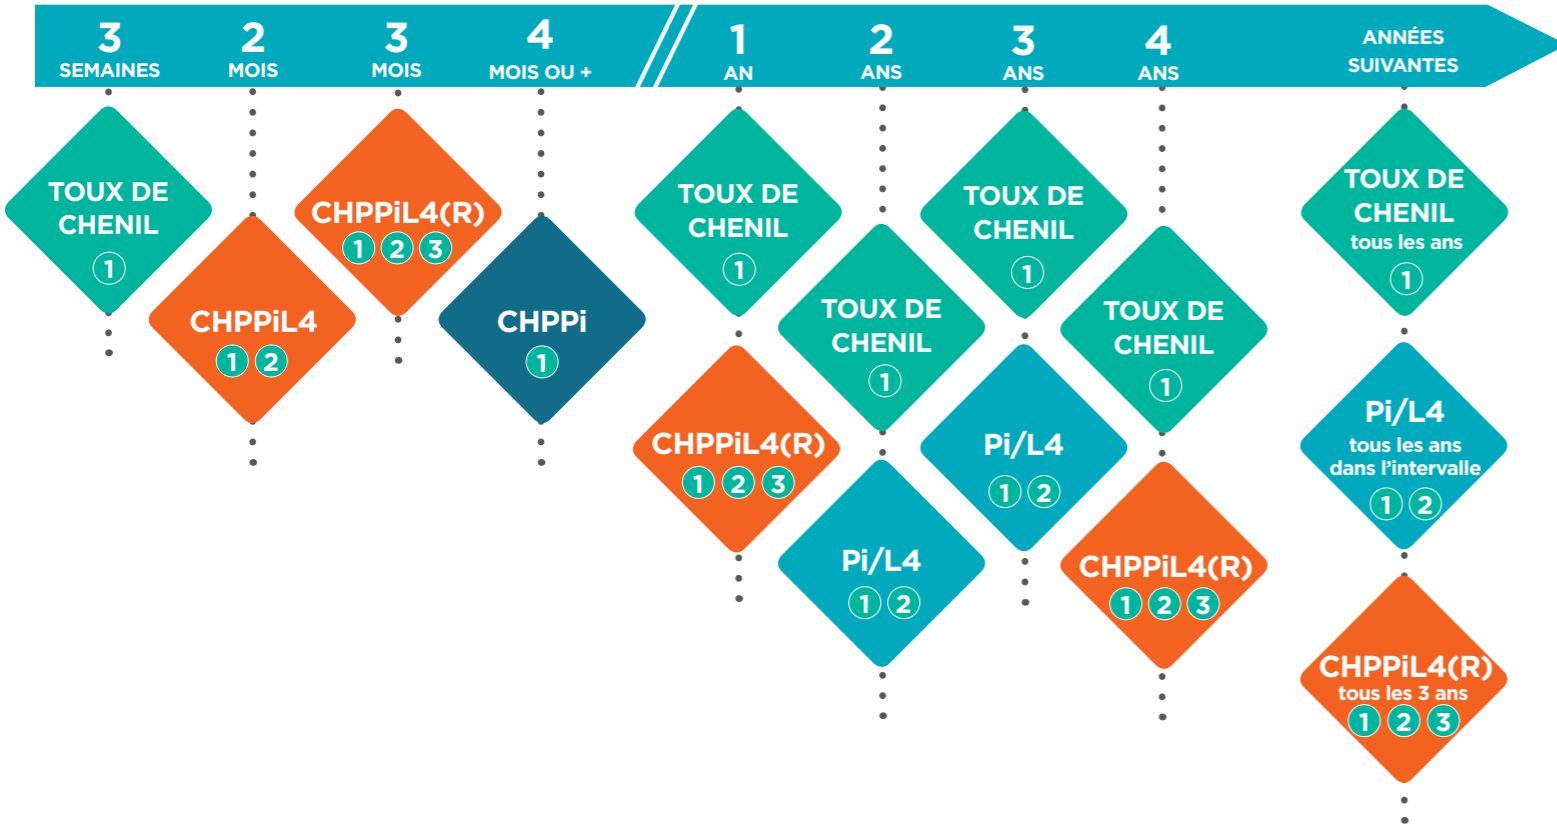 3
SEMAINES
2
MOIS
3
MOIS
4
MOIS OU +
1
AN
2
ANS
3
ANS
4
ANS
ANNÉES
SUIVANTES
TOUX DE
CHENIL
1
CHPPiL4
1 2
CHPPiL4(R)
1 2 3
CHPPi
1
TOUX DE
CHENIL
1
CHPPiL4(R)
1 2 3
TOUX DE
CHENIL
1
Pi/L4
1 2
TOUX DE
CHENIL
1
Pi/L4
1 2
TOUX DE
CHENIL
1
CHPPiL4(R)
1 2 3
TOUX DE
CHENIL
tous les ans
1
Pi/L4
tous les ans
dans l'intervalle
1 2
CHPPiL4(R)
tous les 3 ans
1 2 3